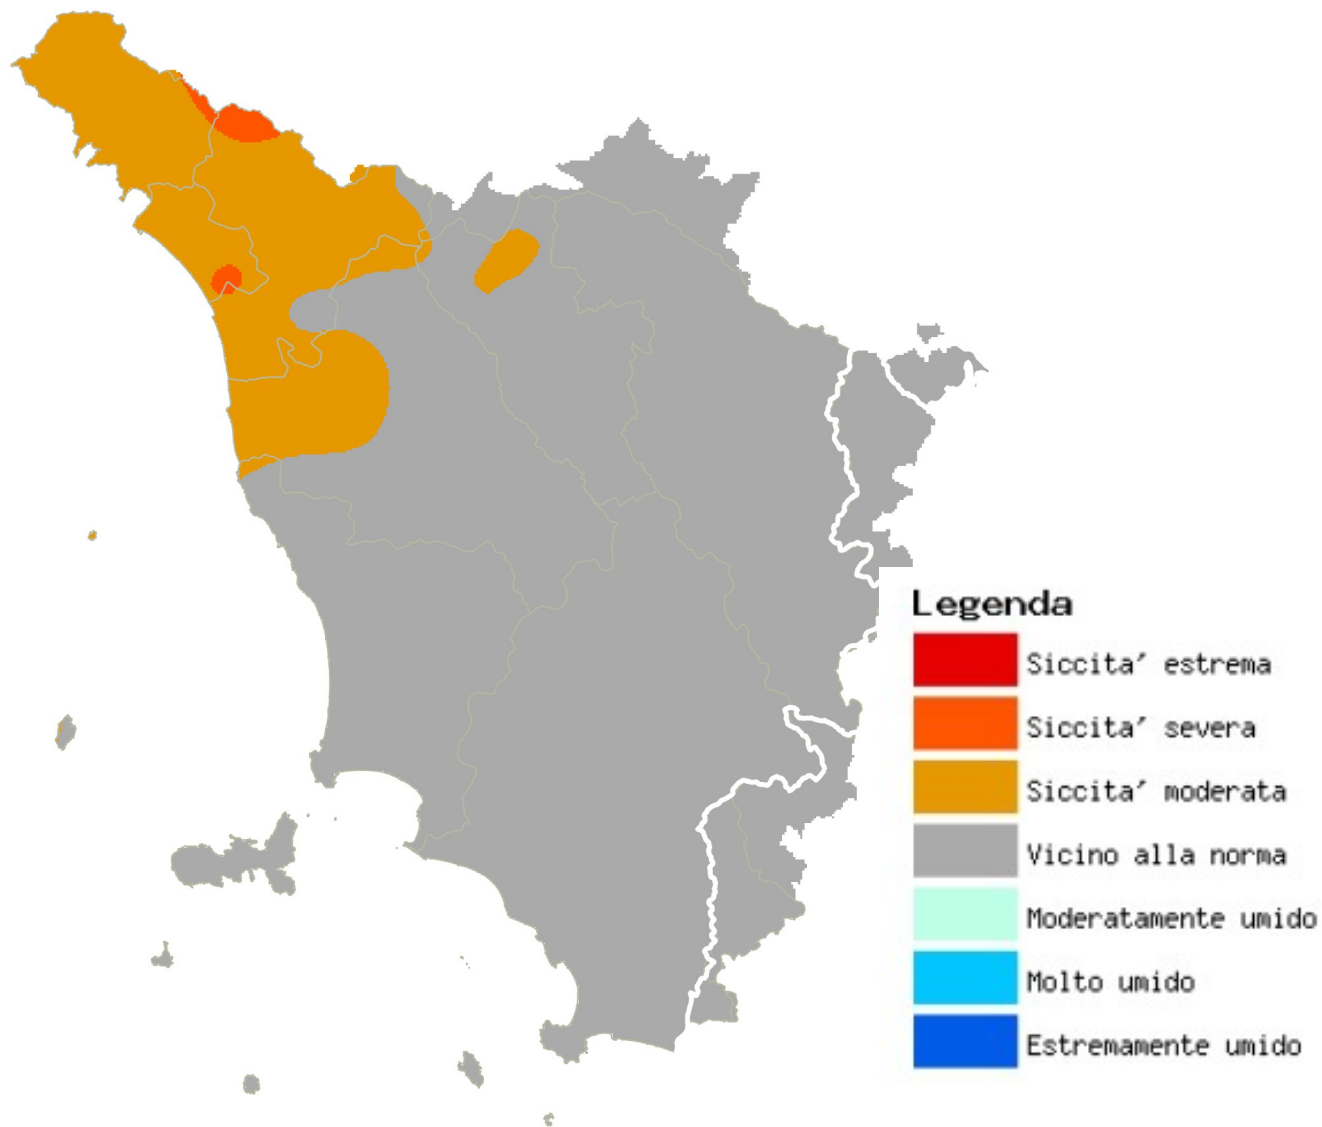 Legenda
Siccita' estrema
Siccita' severa
Siccita' moderata
Vicino alla norma
Moderatamente umido
Molto umido
Estremamente umido